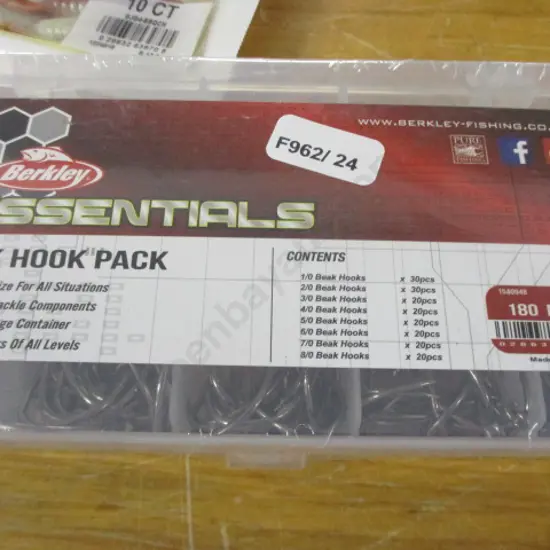 10 CT
WWW.BERKLEY-FISHING.CO
F962/ 24
PURE
FISHING
f
Berkley
SSENTIALS
HOOK PACK
ize For All Situations
ackle Components
ge Container
s Of All Levels
CONTENTS
1/0 Beak Hooks x 30pcs
2/0 Beak Hooks x 30pcs
3/0 Beak Hooks x 20pcs
4/0 Beak Hooks x 20pcs
5/0 Beak Hooks x 20pcs
6/0 Beak Hooks x 20pcs
7/0 Beak Hooks x 20pcs
8/0 Beak Hooks x 20pcs
180
Made